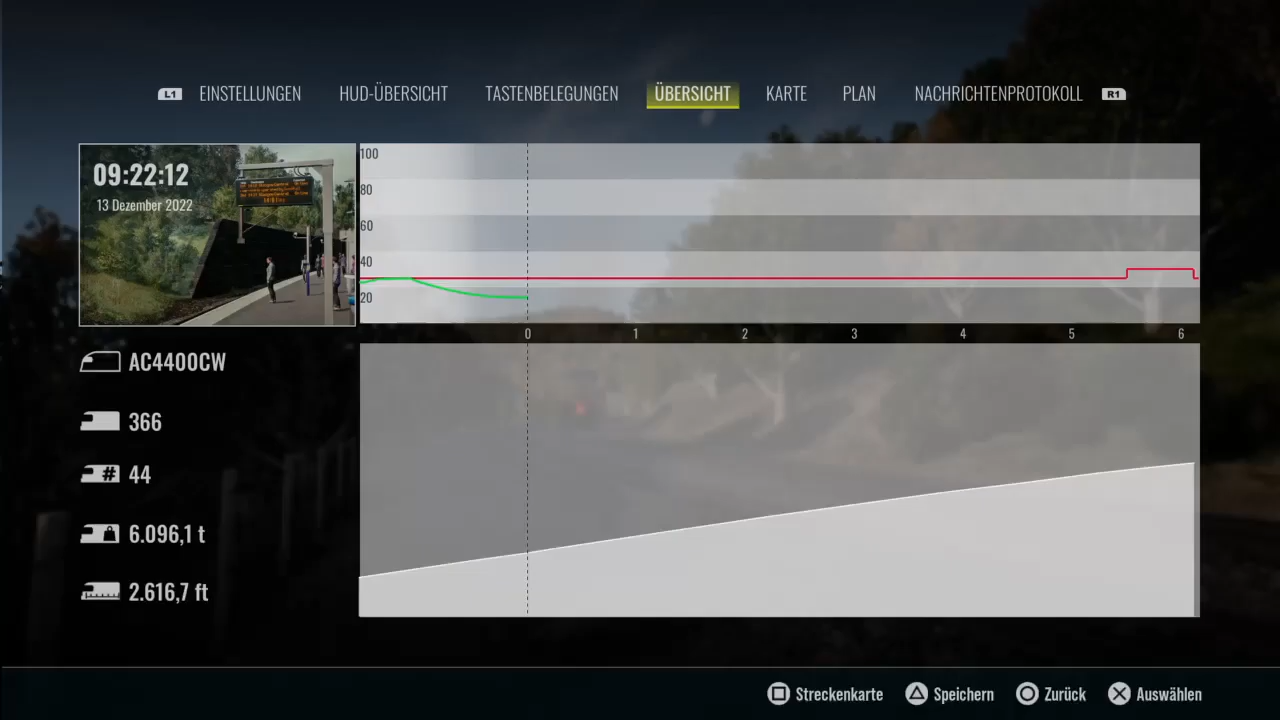 L1 EINSTELLUNGEN HUD-ÜBERSICHT TASTENBELEGUNGEN ÜBERSICHT KARTE PLAN NACHRICHTENPROTOKOLL R1
09:22:12
13 Dezember 2022
100
80
60
40
20
0 1 2 3 4 5 6
AC4400CW
366
# 44
6.096,1 t
2.616,7 ft
Streckenkarte Speichern Zurück Auswählen